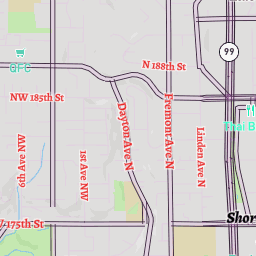 N 188th St
99
QFC
NW 185th St
Dayton Ave N
Fremont Ave N
Linden Ave N
1st Ave NW
6th Ave NW
175th St